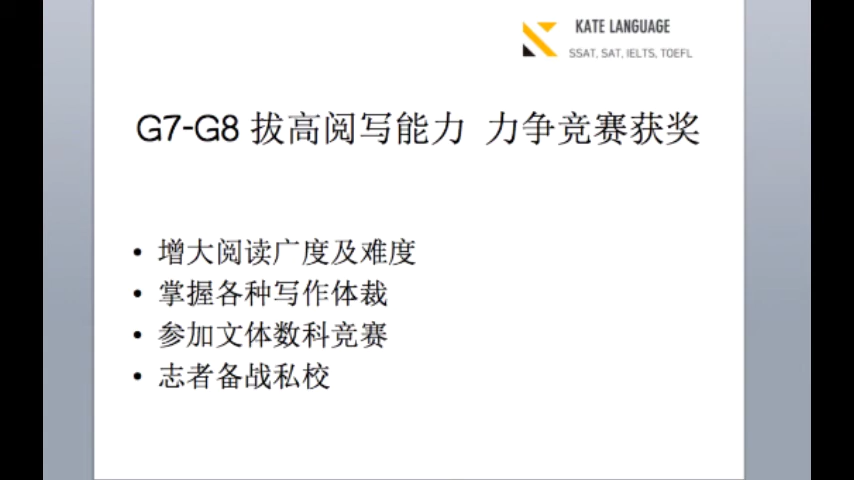 KATE LANGUAGE
SSAT, SAT, IELTS, TOEFL
G7-G8 拔高阅写能力 力争竞赛获奖
• 增大阅读广度及难度
• 掌握各种写作体裁
• 参加文体数科竞赛
• 志者备战私校